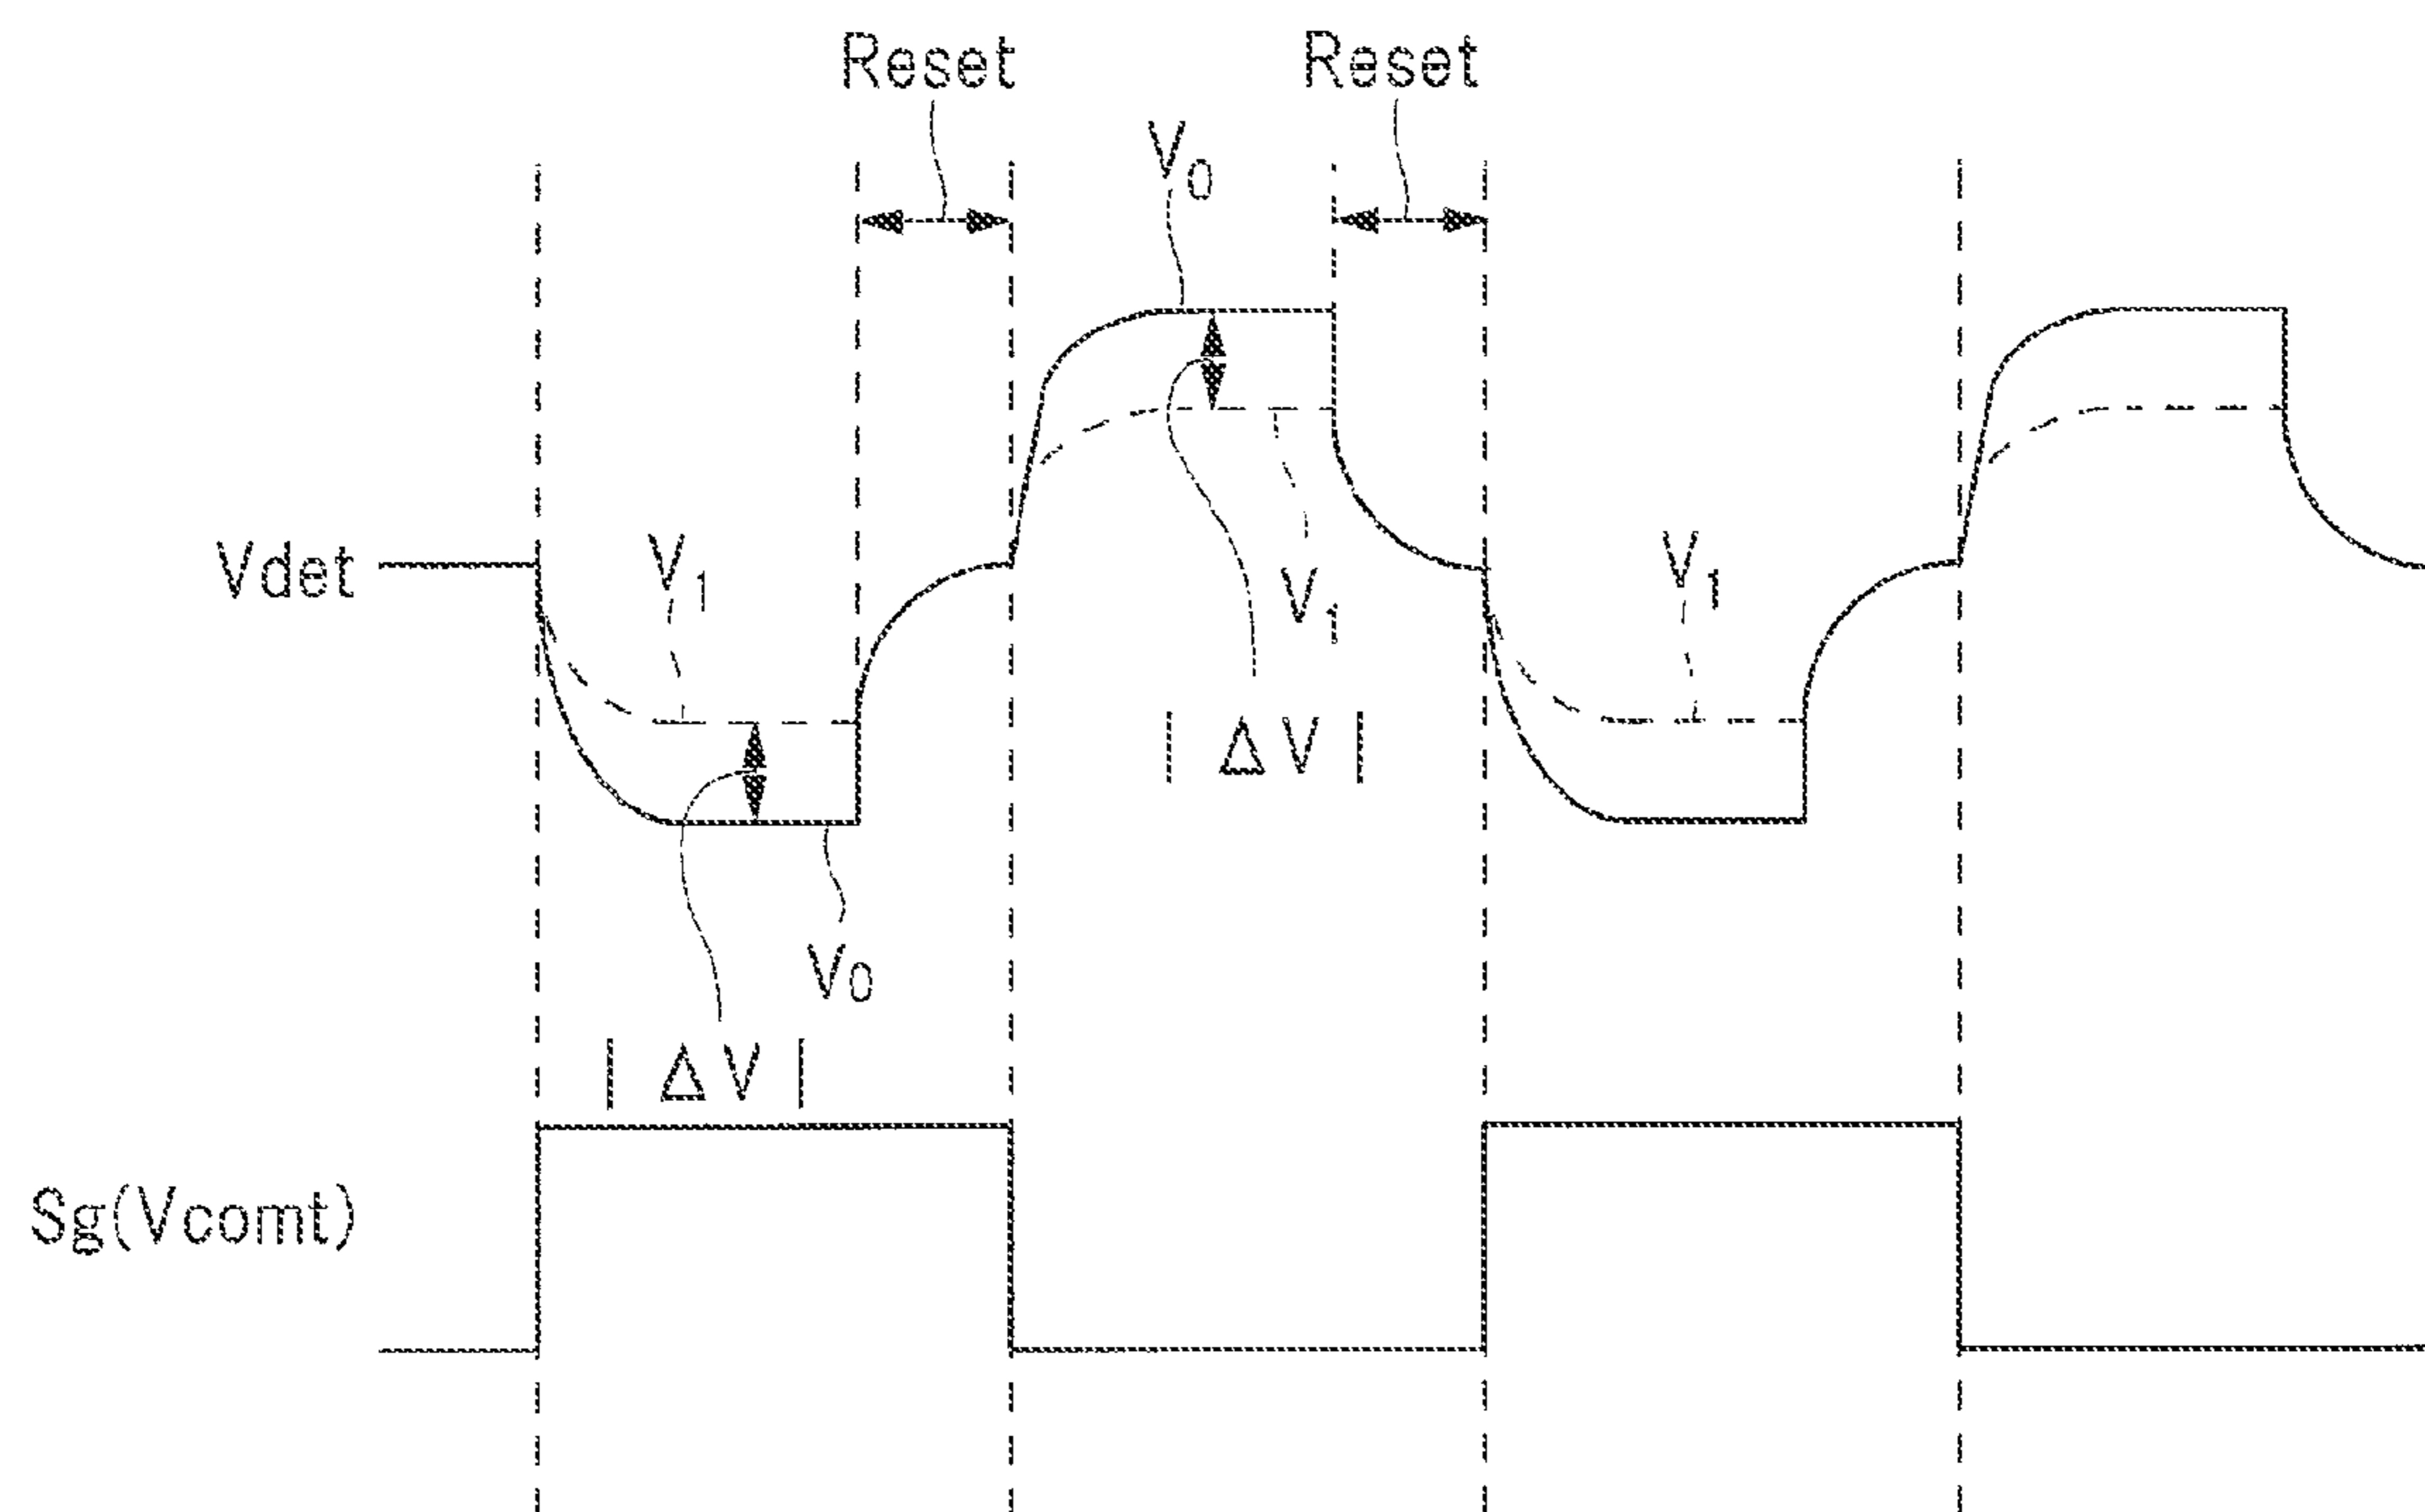 Reset
Reset
V0
Vdet
V1
V1
V1
|ΔV|
V0
|ΔV|
Sg(Vcomt)